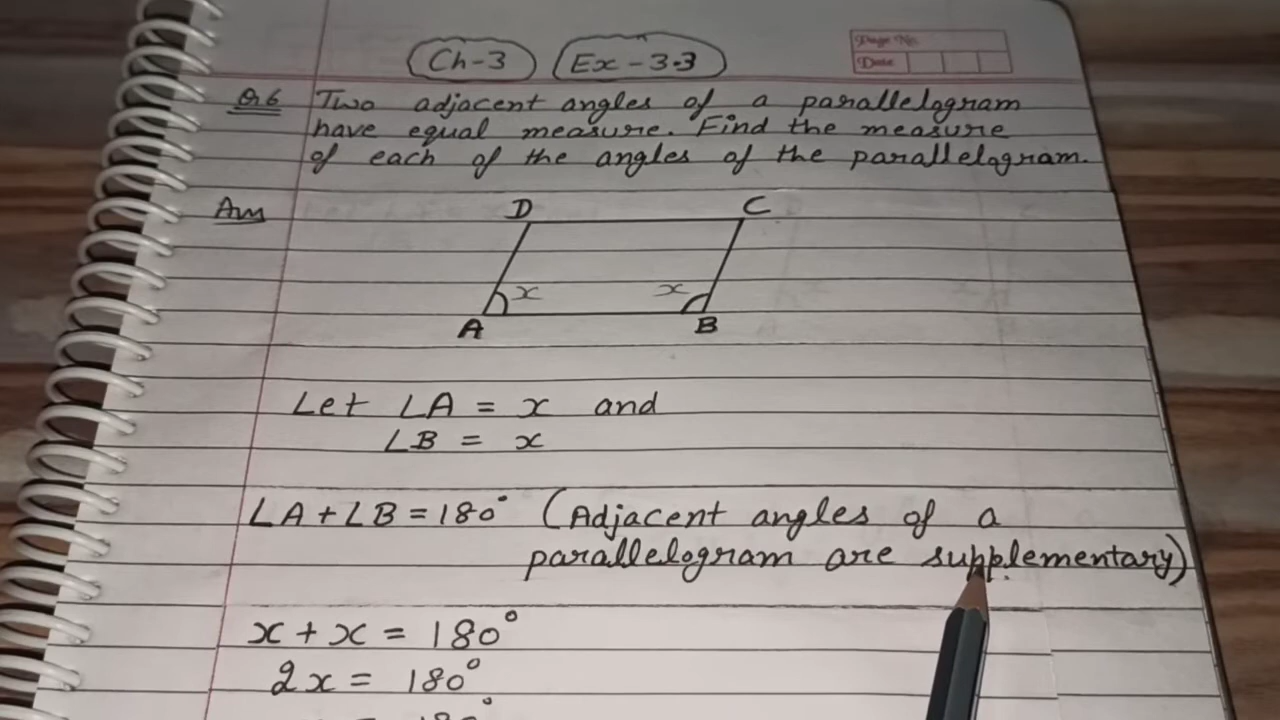 Ch-3 Ex-3.3
Page No.
Date
Q.6 Two adjacent angles of a parallelogram
have equal measure. Find the measure
of each of the angles of the parallelogram.
Ans
D C
x x
A B
Let ∠A = x and
∠B = x
∠A + ∠B = 180° (Adjacent angles of a
parallelogram are supplementary)
x + x = 180°
2x = 180°